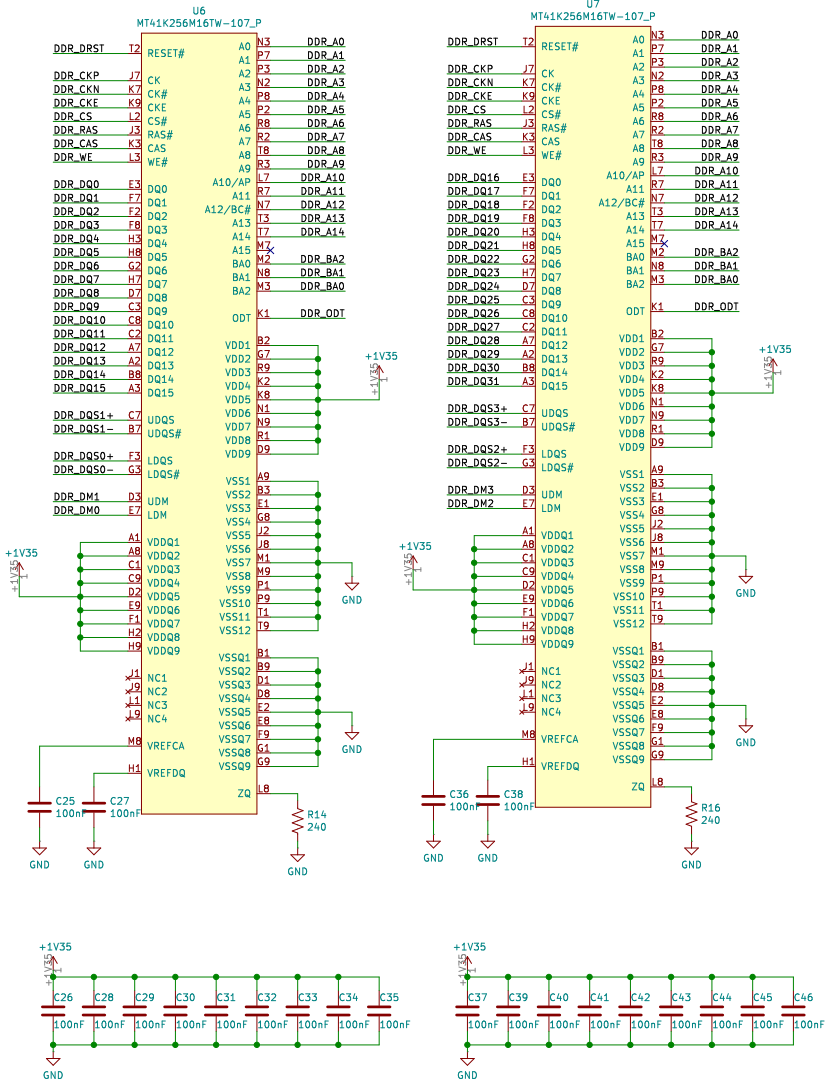 U6
MT41K256M16TW-107_P
DDR_DRST T2 RESET#
DDR_CKP J7 CK
DDR_CKN K7 CK#
DDR_CKE K9 CKE
DDR_CS L2 CS#
DDR_RAS J3 RAS#
DDR_CAS K3 CAS
DDR_WE L3 WE#
DDR_DQ0 E3 DQ0
DDR_DQ1 F7 DQ1
DDR_DQ2 F2 DQ2
DDR_DQ3 F8 DQ3
DDR_DQ4 H3 DQ4
DDR_DQ5 H8 DQ5
DDR_DQ6 G2 DQ6
DDR_DQ7 H7 DQ7
DDR_DQ8 D7 DQ8
DDR_DQ9 C3 DQ9
DDR_DQ10 C8 DQ10
DDR_DQ11 C2 DQ11
DDR_DQ12 A7 DQ12
DDR_DQ13 A2 DQ13
DDR_DQ14 B8 DQ14
DDR_DQ15 A3 DQ15
DDR_DQS1+ C7 UDQS
DDR_DQS1- B7 UDQS#
DDR_DQS0+ F3 LDQS
DDR_DQS0- G3 LDQS#
DDR_DM1 D3 UDM
DDR_DM0 E7 LDM
+1V35
+1V35
1
A1 VDDQ1
A8 VDDQ2
C1 VDDQ3
C9 VDDQ4
D2 VDDQ5
E9 VDDQ6
F1 VDDQ7
H2 VDDQ8
H9 VDDQ9
J1 NC1
J9 NC2
L1 NC3
L9 NC4
M8 VREFCA
H1 VREFDQ
C25
100nF
GND
C27
100nF
GND
A0 N3 DDR_A0
A1 P7 DDR_A1
A2 P3 DDR_A2
A3 N2 DDR_A3
A4 P8 DDR_A4
A5 P2 DDR_A5
A6 R8 DDR_A6
A7 R2 DDR_A7
A8 T8 DDR_A8
A9 R3 DDR_A9
A10/AP L7 DDR_A10
A11 R7 DDR_A11
A12/BC# N7 DDR_A12
A13 T3 DDR_A13
A14 T7 DDR_A14
A15 M7
BA0 M2 DDR_BA2
BA1 N8 DDR_BA1
BA2 M3 DDR_BA0
ODT K1 DDR_ODT
VDD1 B2
VDD2 G7
VDD3 R9
VDD4 K2
VDD5 K8
VDD6 N1
VDD7 N9
VDD8 R1
VDD9 D9
+1V35
+1V35
1
VSS1 A9
VSS2 B3
VSS3 E1
VSS4 G8
VSS5 J2
VSS6 J8
VSS7 M1
VSS8 M9
VSS9 P1
VSS10 P9
VSS11 T1
VSS12 T9
GND
VSSQ1 B1
VSSQ2 B9
VSSQ3 D1
VSSQ4 D8
VSSQ5 E2
VSSQ6 E8
VSSQ7 F9
VSSQ8 G1
VSSQ9 G9
GND
ZQ L8
R14
240
GND
U7
MT41K256M16TW-107_P
DDR_DRST T2 RESET#
DDR_CKP J7 CK
DDR_CKN K7 CK#
DDR_CKE K9 CKE
DDR_CS L2 CS#
DDR_RAS J3 RAS#
DDR_CAS K3 CAS
DDR_WE L3 WE#
DDR_DQ16 E3 DQ0
DDR_DQ17 F7 DQ1
DDR_DQ18 F2 DQ2
DDR_DQ19 F8 DQ3
DDR_DQ20 H3 DQ4
DDR_DQ21 H8 DQ5
DDR_DQ22 G2 DQ6
DDR_DQ23 H7 DQ7
DDR_DQ24 D7 DQ8
DDR_DQ25 C3 DQ9
DDR_DQ26 C8 DQ10
DDR_DQ27 C2 DQ11
DDR_DQ28 A7 DQ12
DDR_DQ29 A2 DQ13
DDR_DQ30 B8 DQ14
DDR_DQ31 A3 DQ15
DDR_DQS3+ C7 UDQS
DDR_DQS3- B7 UDQS#
DDR_DQS2+ F3 LDQS
DDR_DQS2- G3 LDQS#
DDR_DM3 D3 UDM
DDR_DM2 E7 LDM
+1V35
+1V35
1
A1 VDDQ1
A8 VDDQ2
C1 VDDQ3
C9 VDDQ4
D2 VDDQ5
E9 VDDQ6
F1 VDDQ7
H2 VDDQ8
H9 VDDQ9
J1 NC1
J9 NC2
L1 NC3
L9 NC4
M8 VREFCA
H1 VREFDQ
C36
100nF
GND
C38
100nF
GND
A0 N3 DDR_A0
A1 P7 DDR_A1
A2 P3 DDR_A2
A3 N2 DDR_A3
A4 P8 DDR_A4
A5 P2 DDR_A5
A6 R8 DDR_A6
A7 R2 DDR_A7
A8 T8 DDR_A8
A9 R3 DDR_A9
A10/AP L7 DDR_A10
A11 R7 DDR_A11
A12/BC# N7 DDR_A12
A13 T3 DDR_A13
A14 T7 DDR_A14
A15 M7
BA0 M2 DDR_BA2
BA1 N8 DDR_BA1
BA2 M3 DDR_BA0
ODT K1 DDR_ODT
VDD1 B2
VDD2 G7
VDD3 R9
VDD4 K2
VDD5 K8
VDD6 N1
VDD7 N9
VDD8 R1
VDD9 D9
+1V35
+1V35
1
VSS1 A9
VSS2 B3
VSS3 E1
VSS4 G8
VSS5 J2
VSS6 J8
VSS7 M1
VSS8 M9
VSS9 P1
VSS10 P9
VSS11 T1
VSS12 T9
GND
VSSQ1 B1
VSSQ2 B9
VSSQ3 D1
VSSQ4 D8
VSSQ5 E2
VSSQ6 E8
VSSQ7 F9
VSSQ8 G1
VSSQ9 G9
GND
ZQ L8
R16
240
GND
+1V35
+1V35
1
C26 C28 C29 C30 C31 C32 C33 C34 C35
100nF 100nF 100nF 100nF 100nF 100nF 100nF 100nF 100nF
GND
+1V35
+1V35
1
C37 C39 C40 C41 C42 C43 C44 C45 C46
100nF 100nF 100nF 100nF 100nF 100nF 100nF 100nF 100nF
GND